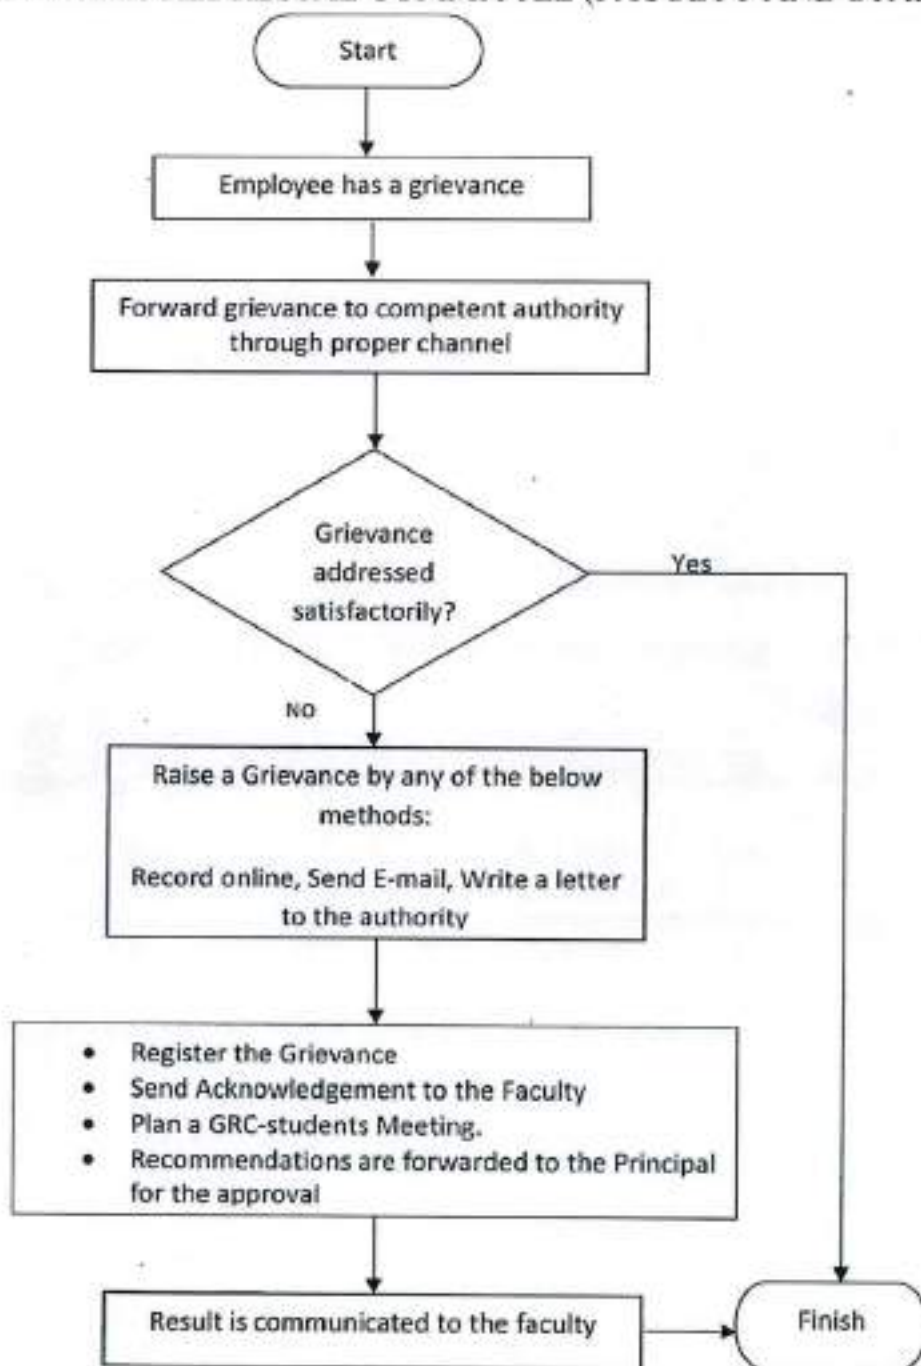 Start
Employee has a grievance
Forward grievance to competent authority
through proper channel
Grievance
addressed
satisfactorily?
Yes
NO
Raise a Grievance by any of the below
methods:
Record online, Send E-mail, Write a letter
to the authority
• Register the Grievance
• Send Acknowledgement to the Faculty
• Plan a GRC-students Meeting.
• Recommendations are forwarded to the Principal
for the approval
Result is communicated to the faculty
Finish